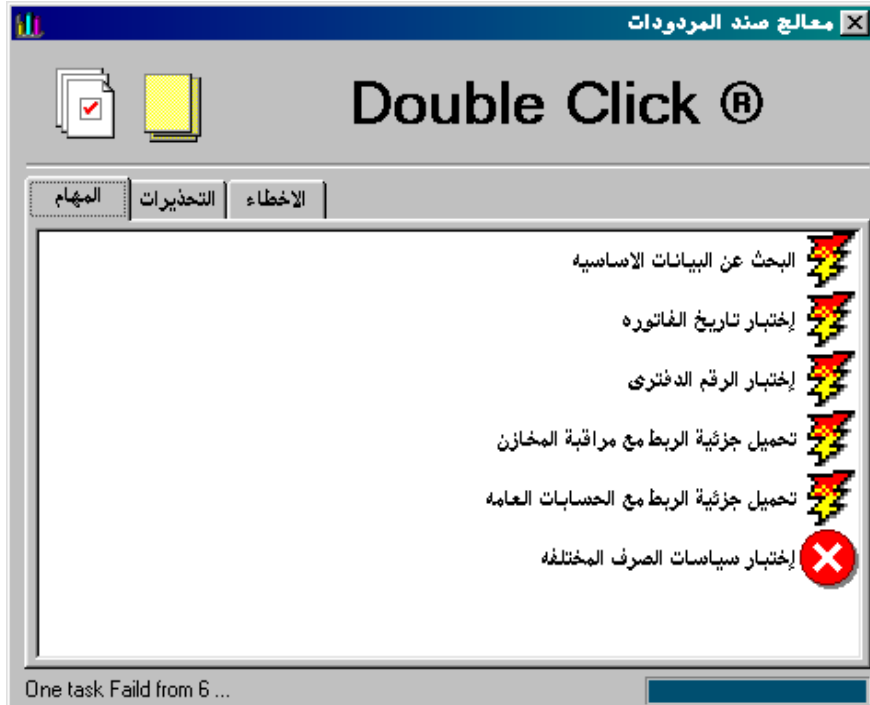 معالج صند المردودات
Double Click ®
المهام
التحذيرات
الاخطاء
البحث عن البيانات الاساسيه
إختبار تاريخ الفاتوره
إختبار الرقم الدفترى
تحميل جزئية الربط مع مراقبة المخازن
تحميل جزئية الربط مع الحسابات العامه
إختبار سياسات الصرف المختلفه
One task Faild from 6 ...